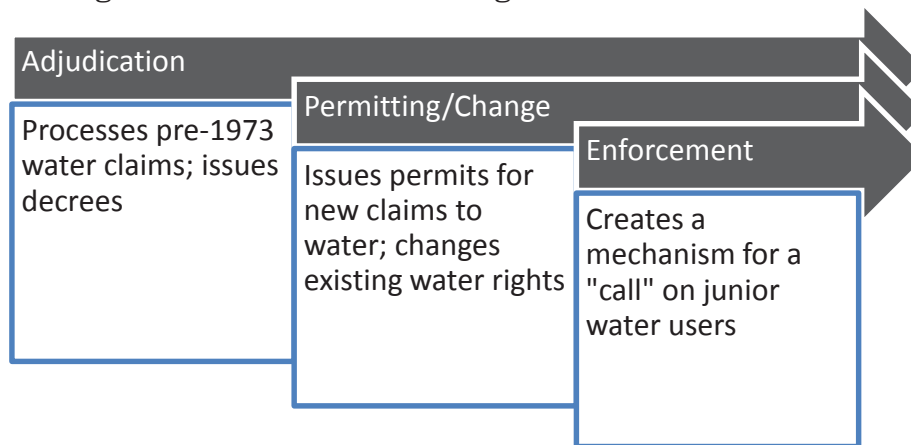 Adjudication
Processes pre-1973
water claims; issues
decrees
Permitting/Change
Issues permits for
new claims to
water; changes
existing water rights
Enforcement
Creates a
mechanism for a
"call" on junior
water users